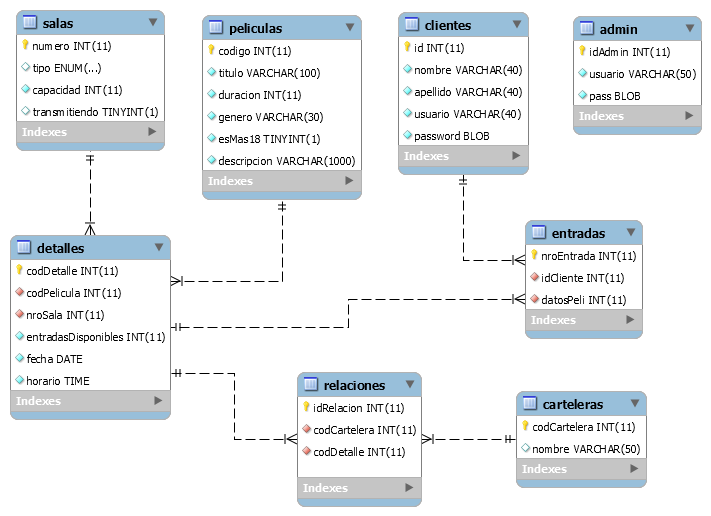 salas
numero INT(11)
tipo ENUM(...)
capacidad INT(11)
transmitiendo TINYINT(1)
Indexes
peliculas
codigo INT(11)
titulo VARCHAR(100)
duracion INT(11)
genero VARCHAR(30)
esMas18 TINYINT(1)
descripcion VARCHAR(1000)
Indexes
clientes
id INT(11)
nombre VARCHAR(40)
apellido VARCHAR(40)
usuario VARCHAR(40)
password BLOB
Indexes
admin
idAdmin INT(11)
usuario VARCHAR(50)
pass BLOB
Indexes
detalles
codDetalle INT(11)
codPelicula INT(11)
nroSala INT(11)
entradasDisponibles INT(11)
fecha DATE
horario TIME
Indexes
entradas
nroEntrada INT(11)
idCliente INT(11)
datosPeli INT(11)
Indexes
relaciones
idRelacion INT(11)
codCartelera INT(11)
codDetalle INT(11)
Indexes
carteleras
codCartelera INT(11)
nombre VARCHAR(50)
Indexes